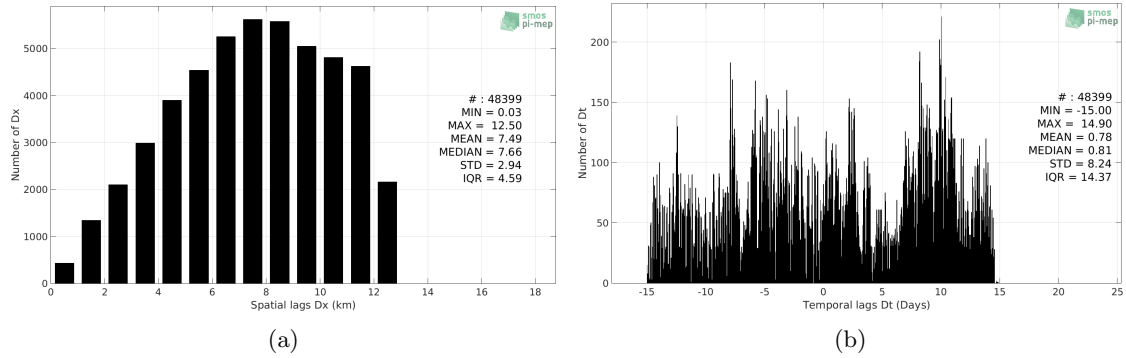 smos
pi-mep
5000
4000
3000
2000
1000
0
Number of Dx
# : 48399
MIN = 0.03
MAX = 12.50
MEAN = 7.49
MEDIAN = 7.66
STD = 2.94
IQR = 4.59
0 2 4 6 8 10 12 14 16 18
Spatial lags Dx (km)
(a)
smos
pi-mep
200
150
100
50
0
Number of Dt
# : 48399
MIN = -15.00
MAX = 14.90
MEAN = 0.78
MEDIAN = 0.81
STD = 8.24
IQR = 14.37
-15 -10 -5 0 5 10 15 20 25
Temporal lags Dt (Days)
(b)